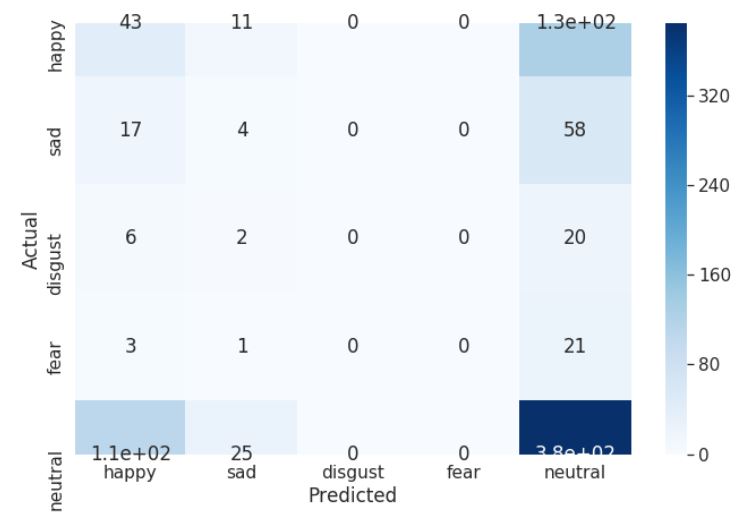 happy 43 11 0 0 1.3e+02
sad 17 4 0 0 58
disgust 6 2 0 0 20
fear 3 1 0 0 21
neutral 1.1e+02 25 0 0 3.8e+02
happy sad disgust fear neutral
Predicted
Actual
320
240
160
80
0